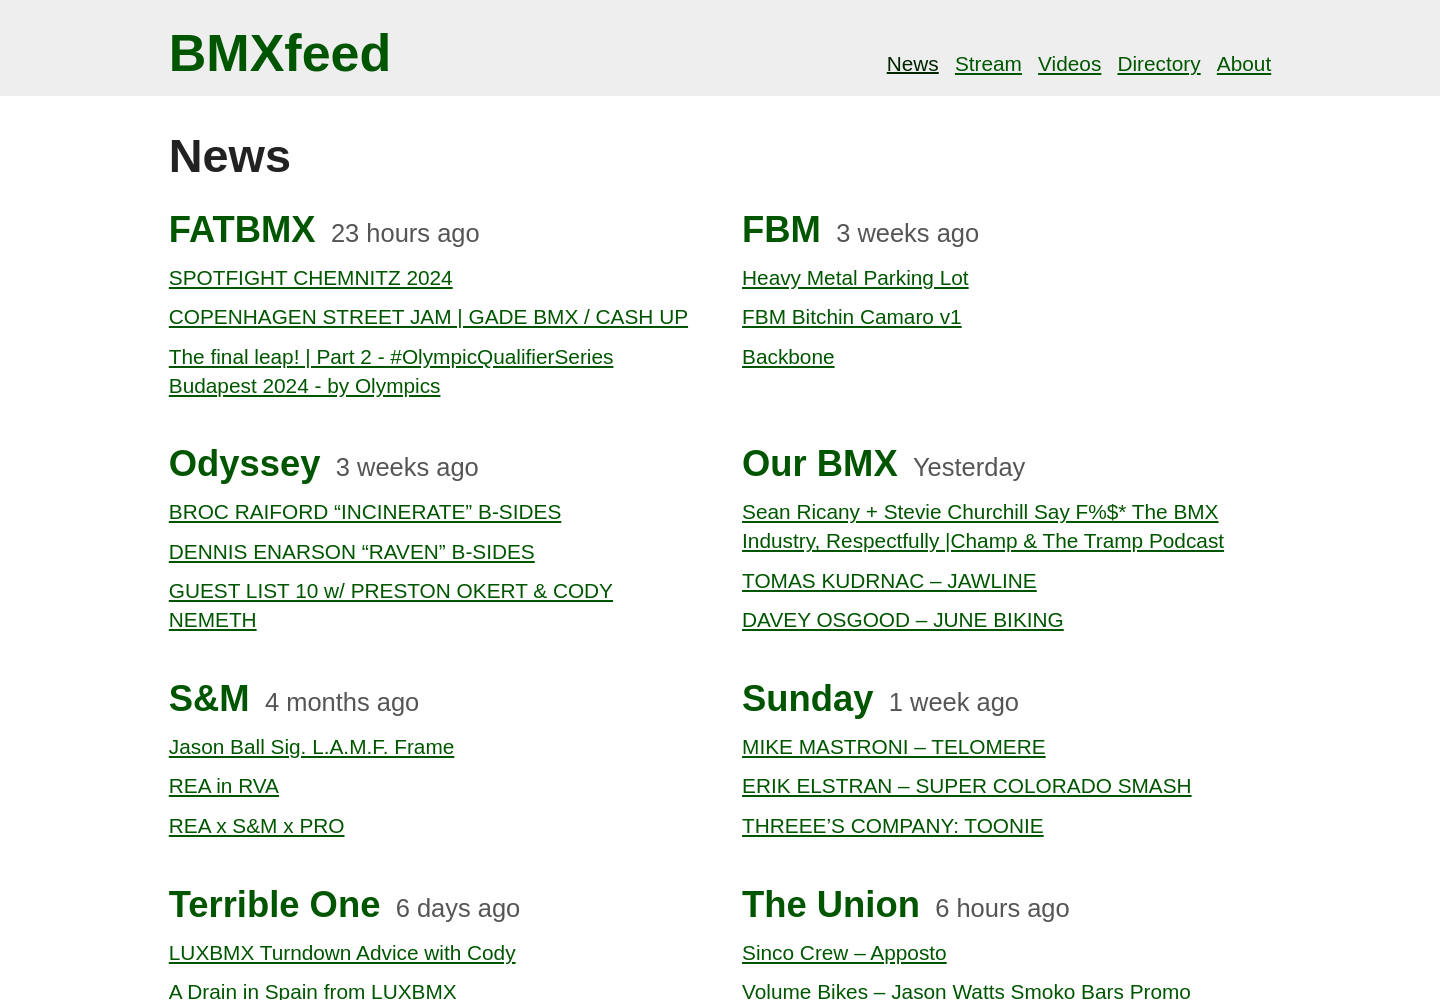 BMXfeed
News Stream Videos Directory About
News
FATBMX 23 hours ago
SPOTFIGHT CHEMNITZ 2024
COPENHAGEN STREET JAM | GADE BMX / CASH UP
The final leap! | Part 2 - #OlympicQualifierSeries
Budapest 2024 - by Olympics
FBM 3 weeks ago
Heavy Metal Parking Lot
FBM Bitchin Camaro v1
Backbone
Odyssey 3 weeks ago
BROC RAIFORD “INCINERATE” B-SIDES
DENNIS ENARSON “RAVEN” B-SIDES
GUEST LIST 10 w/ PRESTON OKERT & CODY
NEMETH
Our BMX Yesterday
Sean Ricany + Stevie Churchill Say F%$* The BMX
Industry, Respectfully |Champ & The Tramp Podcast
TOMAS KUDRNAC – JAWLINE
DAVEY OSGOOD – JUNE BIKING
S&M 4 months ago
Jason Ball Sig. L.A.M.F. Frame
REA in RVA
REA x S&M x PRO
Sunday 1 week ago
MIKE MASTRONI – TELOMERE
ERIK ELSTRAN – SUPER COLORADO SMASH
THREEE’S COMPANY: TOONIE
Terrible One 6 days ago
LUXBMX Turndown Advice with Cody
A Drain in Spain from LUXBMX
The Union 6 hours ago
Sinco Crew – Apposto
Volume Bikes – Jason Watts Smoko Bars Promo